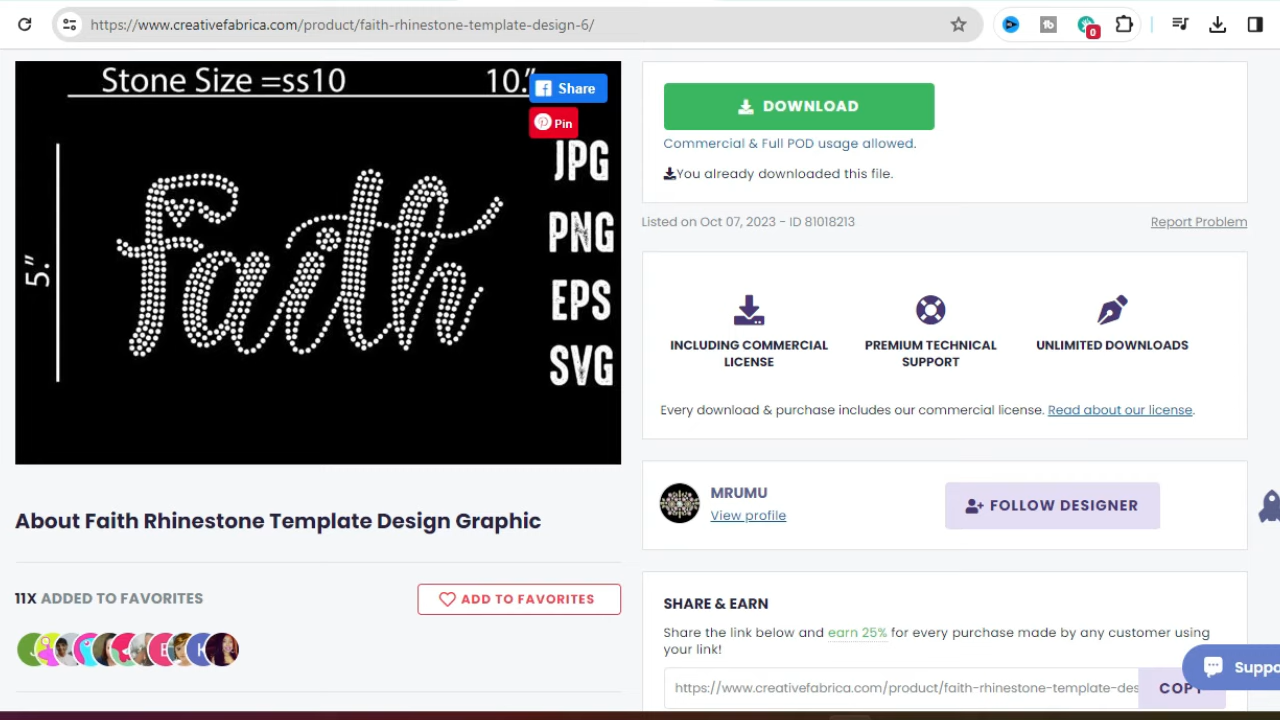 https://www.creativefabrica.com/product/faith-rhinestone-template-design-6/
0
Stone Size =ss10
10."
Share
Pin
JPG
PNG
EPS
SVG
5."
Faith
About Faith Rhinestone Template Design Graphic
11X ADDED TO FAVORITES
ADD TO FAVORITES
DOWNLOAD
Commercial & Full POD usage allowed.
You already downloaded this file.
Listed on Oct 07, 2023 - ID 81018213
Report Problem
INCLUDING COMMERCIAL
LICENSE
PREMIUM TECHNICAL
SUPPORT
UNLIMITED DOWNLOADS
Every download & purchase includes our commercial license. Read about our license.
MRUMU
View profile
FOLLOW DESIGNER
SHARE & EARN
Share the link below and earn 25% for every purchase made by any customer using
your link!
https://www.creativefabrica.com/product/faith-rhinestone-template-des
COPY
Suppo